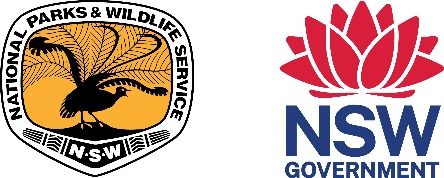 NATIONAL PARKS & WILDLIFE SERVICE
N·S·W
NSW
GOVERNMENT